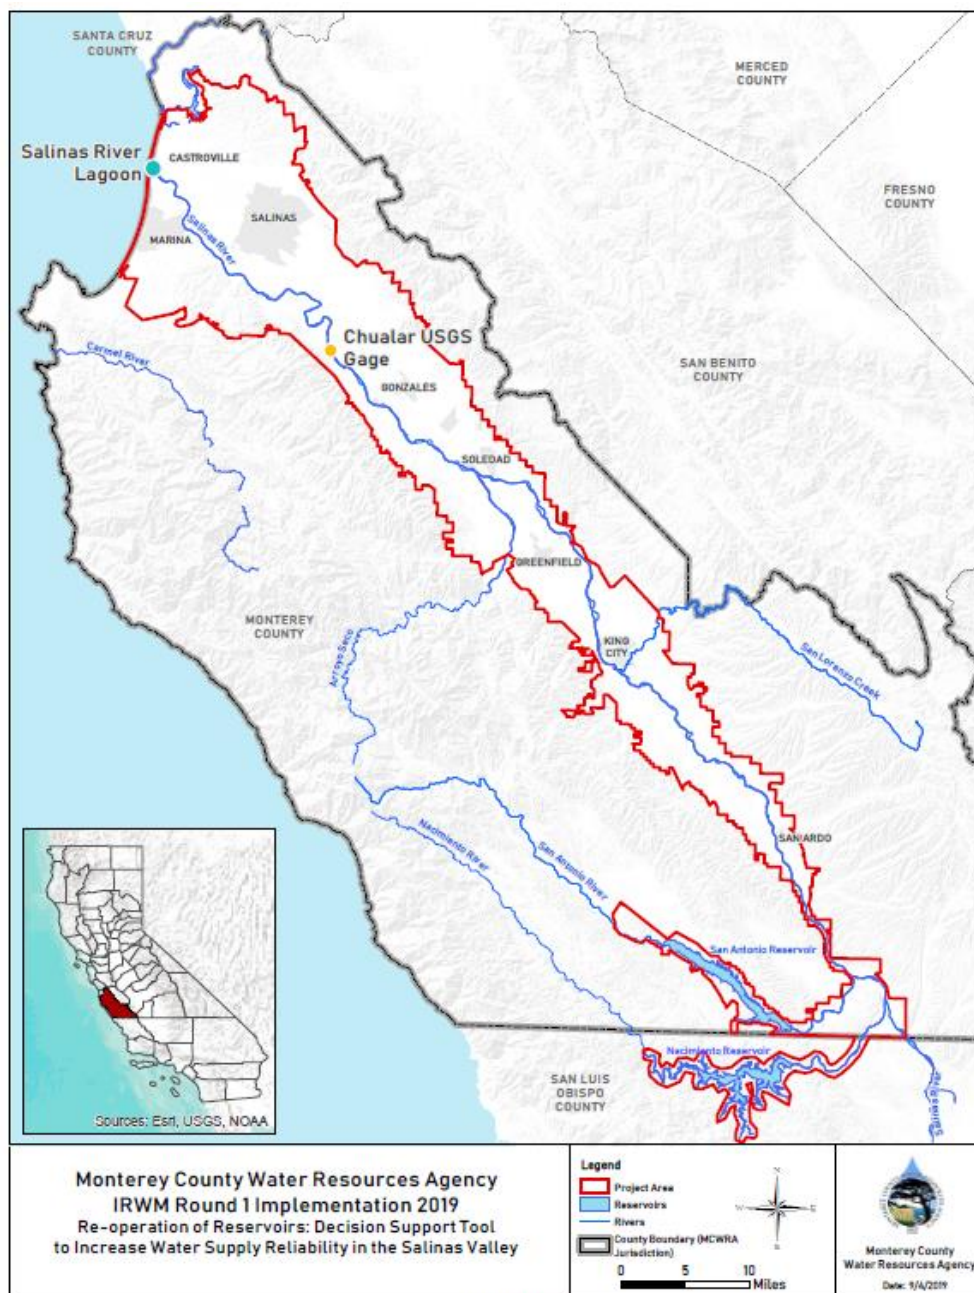 SANTA CRUZ
COUNTY
MERCED
COUNTY
Salinas River
Lagoon
CASTROVILLE
FRESNO
COUNTY
SALINAS
Salinas River
MARINA
Chualar USGS
Gage
Carmel River
SAN BENITO
COUNTY
GONZALES
SOLEDAD
GREENFIELD
MONTEREY
COUNTY
KING
CITY
Arroyo Seco
San Lorenzo Creek
SAN ARDO
Nacimiento River
San Antonio River
San Antonio Reservoir
Nacimiento Reservoir
SAN LUIS
OBISPO
COUNTY
Salinas River
Sources: Esri, USGS, NOAA
Monterey County Water Resources Agency
IRWM Round 1 Implementation 2019
Re-operation of Reservoirs: Decision Support Tool
to Increase Water Supply Reliability in the Salinas Valley
Legend
Project Area
Reservoirs
Rivers
County Boundary (MCWRA
Jurisdiction)
N
W E
S
0 5 10
Miles
Monterey County
Water Resources Agency
Date: 9/4/2019